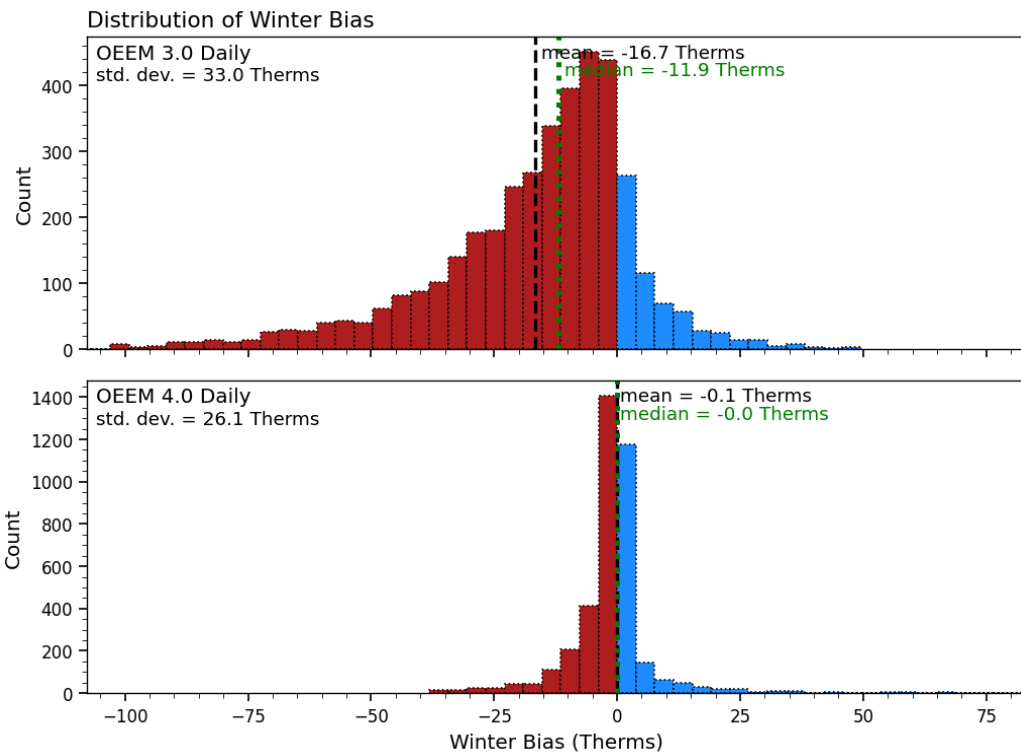 Distribution of Winter Bias
OEEM 3.0 Daily
std. dev. = 33.0 Therms
mean = -16.7 Therms
median = -11.9 Therms
Count
400
300
200
100
0
OEEM 4.0 Daily
std. dev. = 26.1 Therms
mean = -0.1 Therms
median = -0.0 Therms
Count
1400
1200
1000
800
600
400
200
0
−100 −75 −50 −25 0 25 50 75
Winter Bias (Therms)